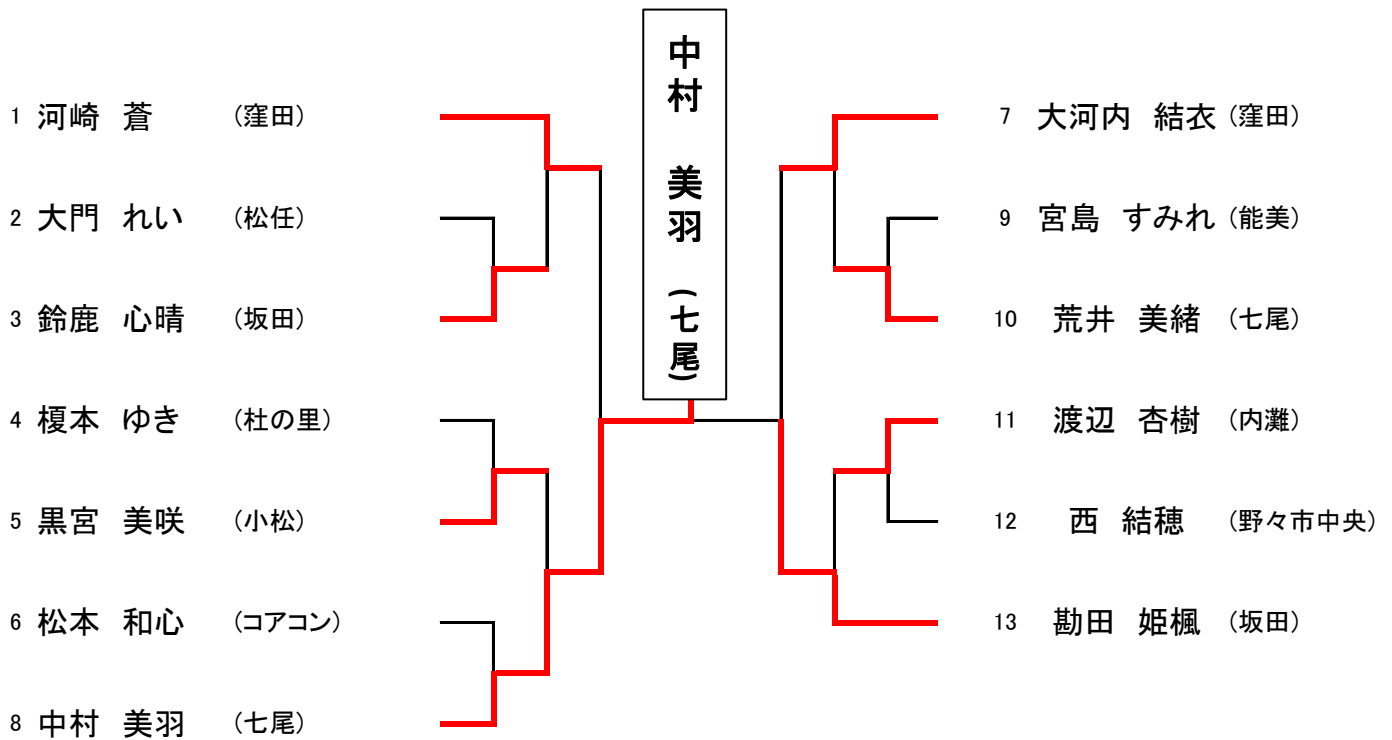 中村 美羽 (七尾)
1 河崎 蒼 (窪田)
2 大門 れい (松任)
3 鈴鹿 心晴 (坂田)
4 榎本 ゆき (杜の里)
5 黒宮 美咲 (小松)
6 松本 和心 (コアコン)
8 中村 美羽 (七尾)
7 大河内 結衣 (窪田)
9 宮島 すみれ (能美)
10 荒井 美緒 (七尾)
11 渡辺 杏樹 (内灘)
12 西 結穂 (野々市中央)
13 勘田 姫楓 (坂田)